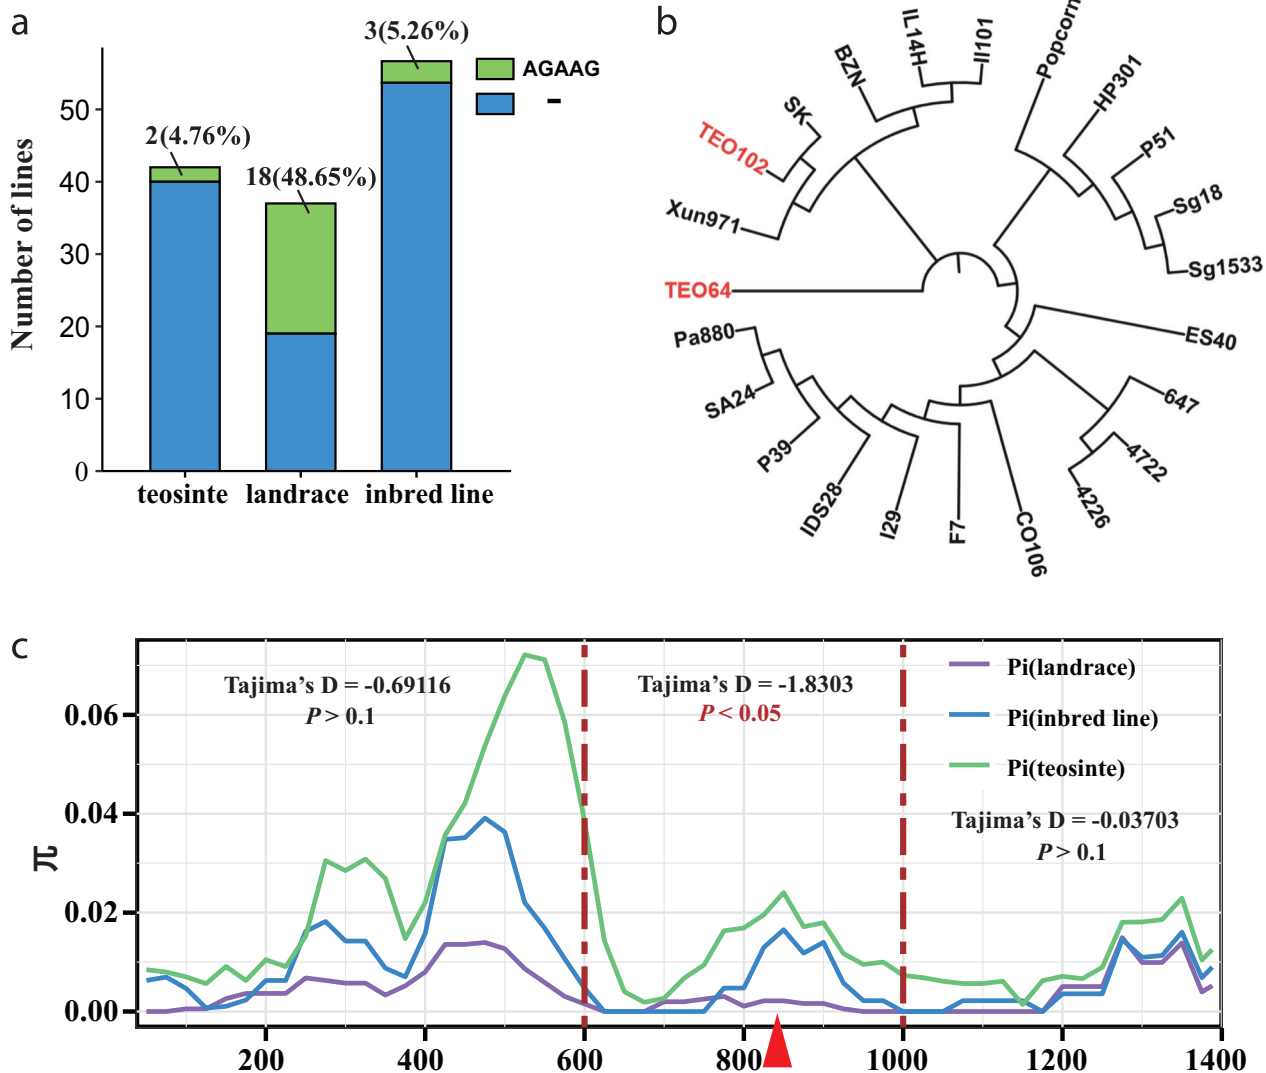 a
3(5.26%)
AGAAG
-
2(4.76%)
18(48.65%)
Number of lines
50
40
30
20
10
0
teosinte
landrace
inbred line
b
TEO64
Xun971
TEO102
SK
BZN
IL14H
Il101
Popcorn
HP301
P51
Sg18
Sg1533
ES40
647
4722
4226
CO106
F7
I29
IDS28
P39
SA24
Pa880
c
Tajima's D = -0.69116
P > 0.1
Tajima's D = -1.8303
P < 0.05
Pi(landrace)
Pi(inbred line)
Pi(teosinte)
Tajima's D = -0.03703
P > 0.1
π
0.06
0.04
0.02
0.00
200
400
600
800
1000
1200
1400